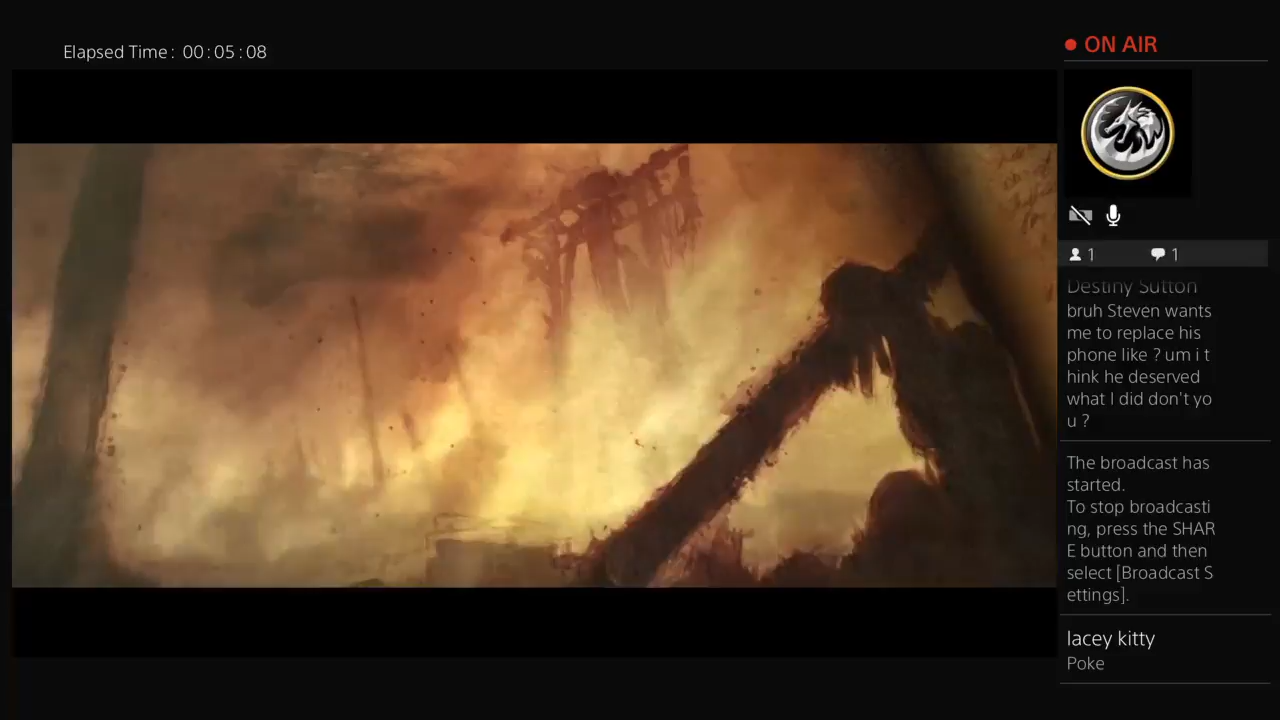 Elapsed Time: 00:05:08
ON AIR
1
1
Destiny Sutton
bruh Steven wants
me to replace his
phone like ? um i t
hink he deserved
what I did don't yo
u ?
The broadcast has
started.
To stop broadcasti
ng, press the SHAR
E button and then
select [Broadcast S
ettings].
lacey kitty
Poke